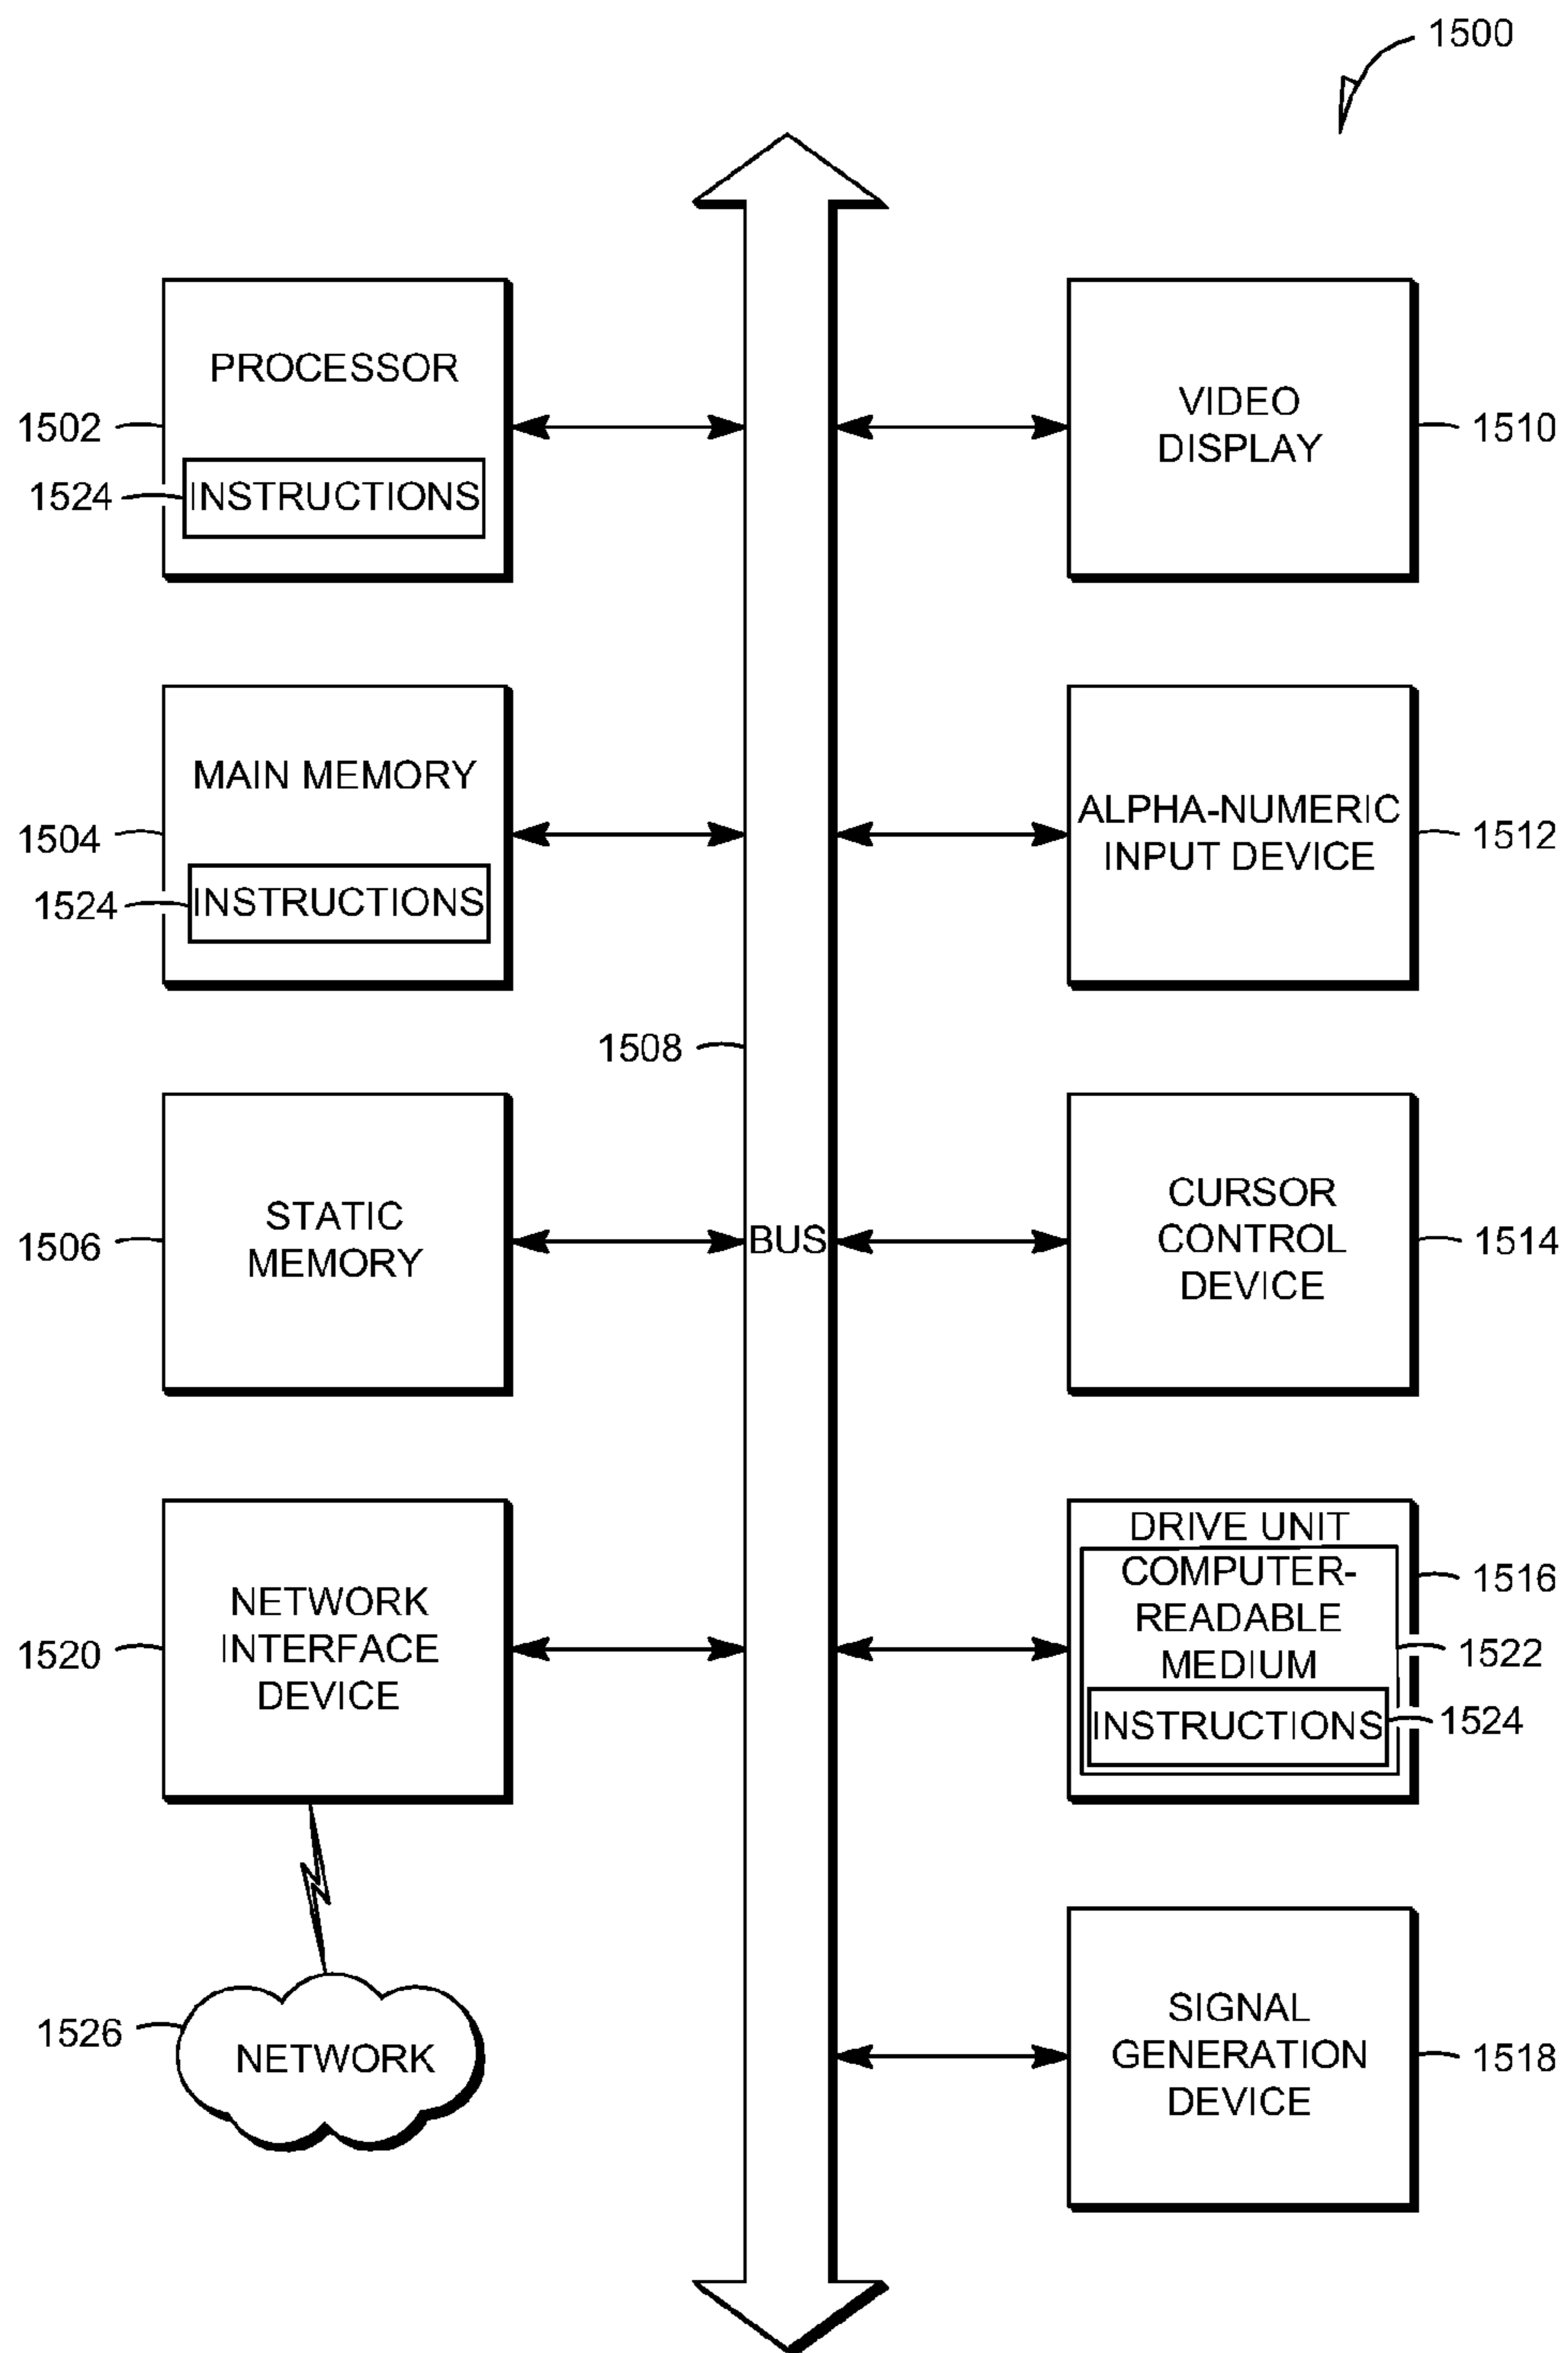 1500
PROCESSOR
1502
1524
INSTRUCTIONS
VIDEO
DISPLAY
1510
MAIN MEMORY
1504
1524
INSTRUCTIONS
ALPHA-NUMERIC
INPUT DEVICE
1512
1508
STATIC
MEMORY
1506
BUS
CURSOR
CONTROL
DEVICE
1514
NETWORK
INTERFACE
DEVICE
1520
DRIVE UNIT
COMPUTER-
READABLE
MEDIUM
INSTRUCTIONS
1516
1522
1524
1526
NETWORK
SIGNAL
GENERATION
DEVICE
1518